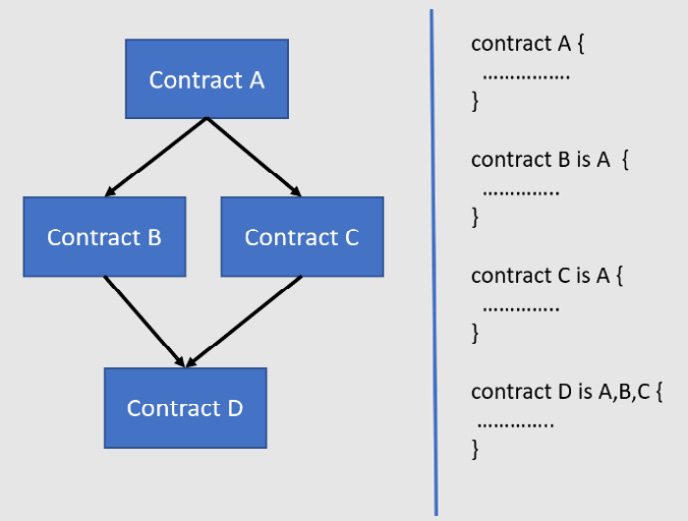 Contract A
Contract B
Contract C
Contract D
contract A {
................
}
contract B is A {
..............
}
contract C is A {
..............
}
contract D is A,B,C {
..............
}